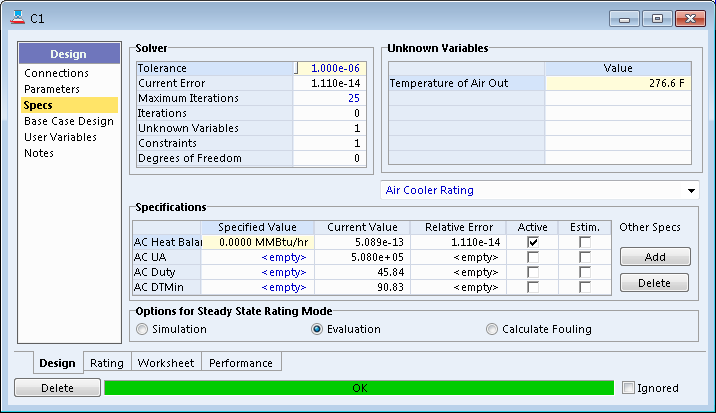 C1
Design
Connections
Parameters
Specs
Base Case Design
User Variables
Notes
Solver
Tolerance 1.000e-06
Current Error 1.110e-14
Maximum Iterations 25
Iterations 0
Unknown Variables 1
Constraints 1
Degrees of Freedom 0
Unknown Variables
Value
Temperature of Air Out 276.6 F
Air Cooler Rating
Specifications
Specified Value Current Value Relative Error Active Estim.
AC Heat Balan 0.0000 MMBtu/hr 5.089e-13 1.110e-14
AC UA <empty> 5.080e+05 <empty>
AC Duty <empty> 45.84 <empty>
AC DTMin <empty> 90.83 <empty>
Other Specs
Add
Delete
Options for Steady State Rating Mode
Simulation Evaluation Calculate Fouling
Design Rating Worksheet Performance
Delete OK Ignored